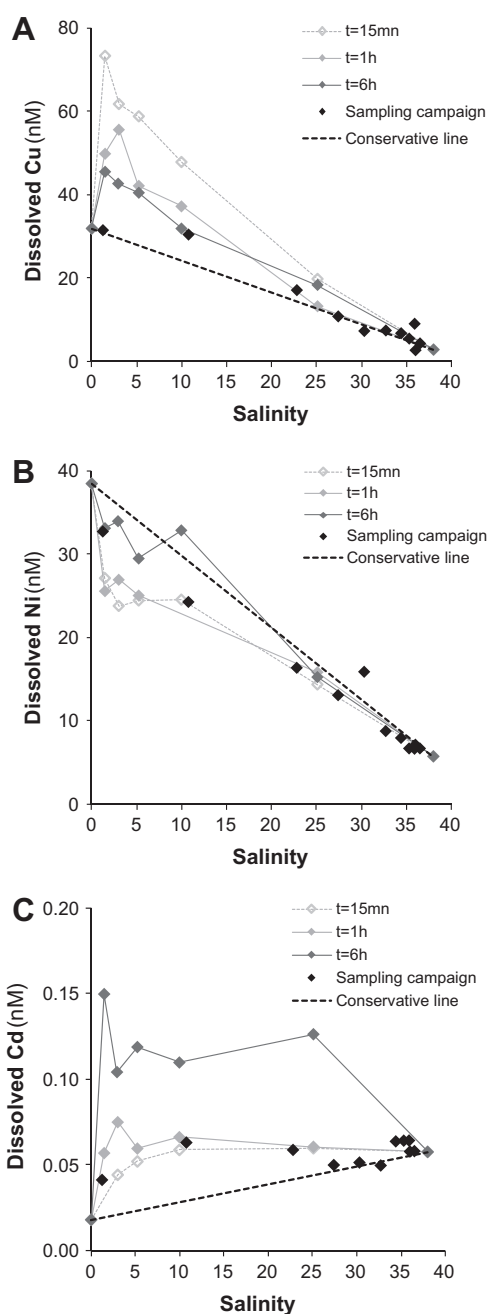 A
80
60
40
20
0
Dissolved Cu (nM)
t=15mn
t=1h
t=6h
Sampling campaign
Conservative line
0 5 10 15 20 25 30 35 40
Salinity
B
40
30
20
10
0
Dissolved Ni (nM)
t=15mn
t=1h
t=6h
Sampling campaign
Conservative line
0 5 10 15 20 25 30 35 40
Salinity
C
0.20
0.15
0.10
0.05
0.00
Dissolved Cd (nM)
t=15mn
t=1h
t=6h
Sampling campaign
Conservative line
0 5 10 15 20 25 30 35 40
Salinity